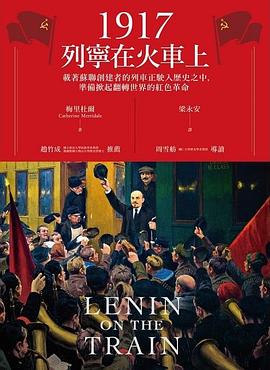 1917
列寧在火車上
載著蘇聯創建者的列車正駛入歷史之中，
準備掀起翻轉世界的紅色革命
梅里杜爾
Catherine Merridale
著
梁永安
譯
趙竹成
推薦
周雪舫
導讀
LENIN
ON THE
TRAIN